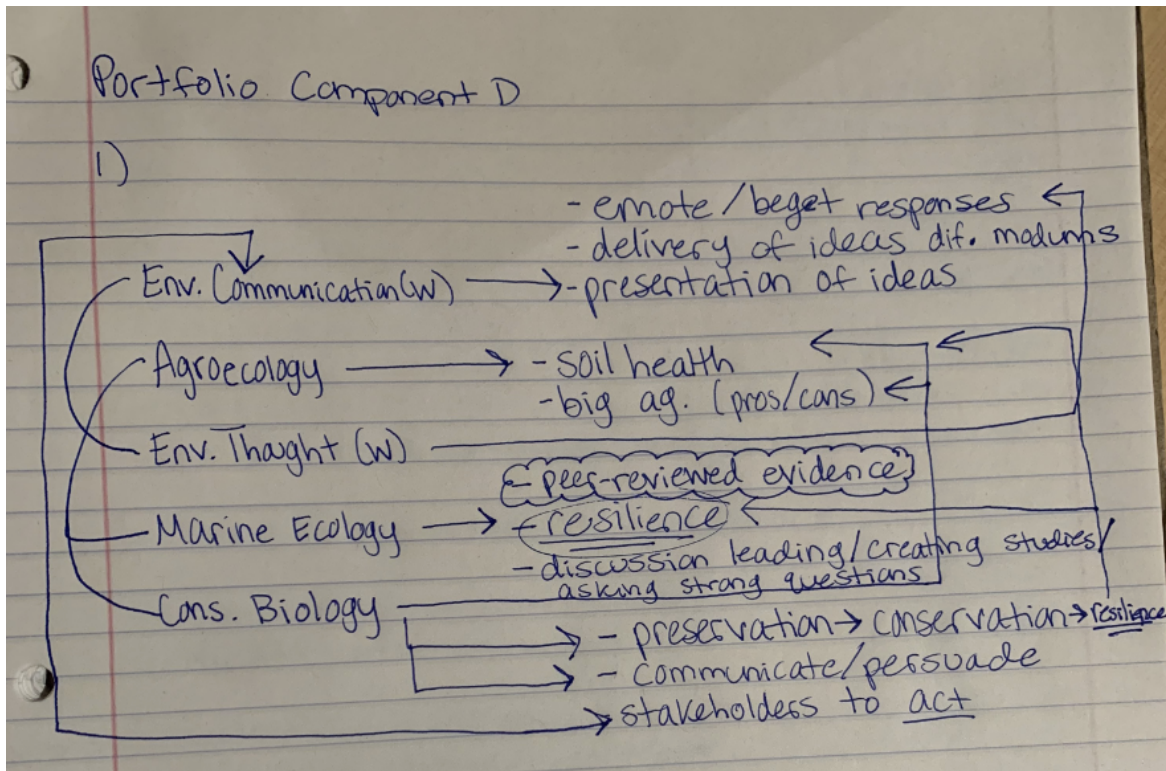 Portfolio Component D
1)
- emote/beget responses
- delivery of ideas dif. modums
Env. Communication(W) - presentation of ideas
Agroecology - soil health
- big ag. (pros/cons)
Env. Thought (W)
- peer-reviewed evidence
Marine Ecology - resilience
- discussion leading/creating studies/
asking strong questions
Cons. Biology
- preservation → conservation → resilience
- communicate/persuade
stakeholders to act